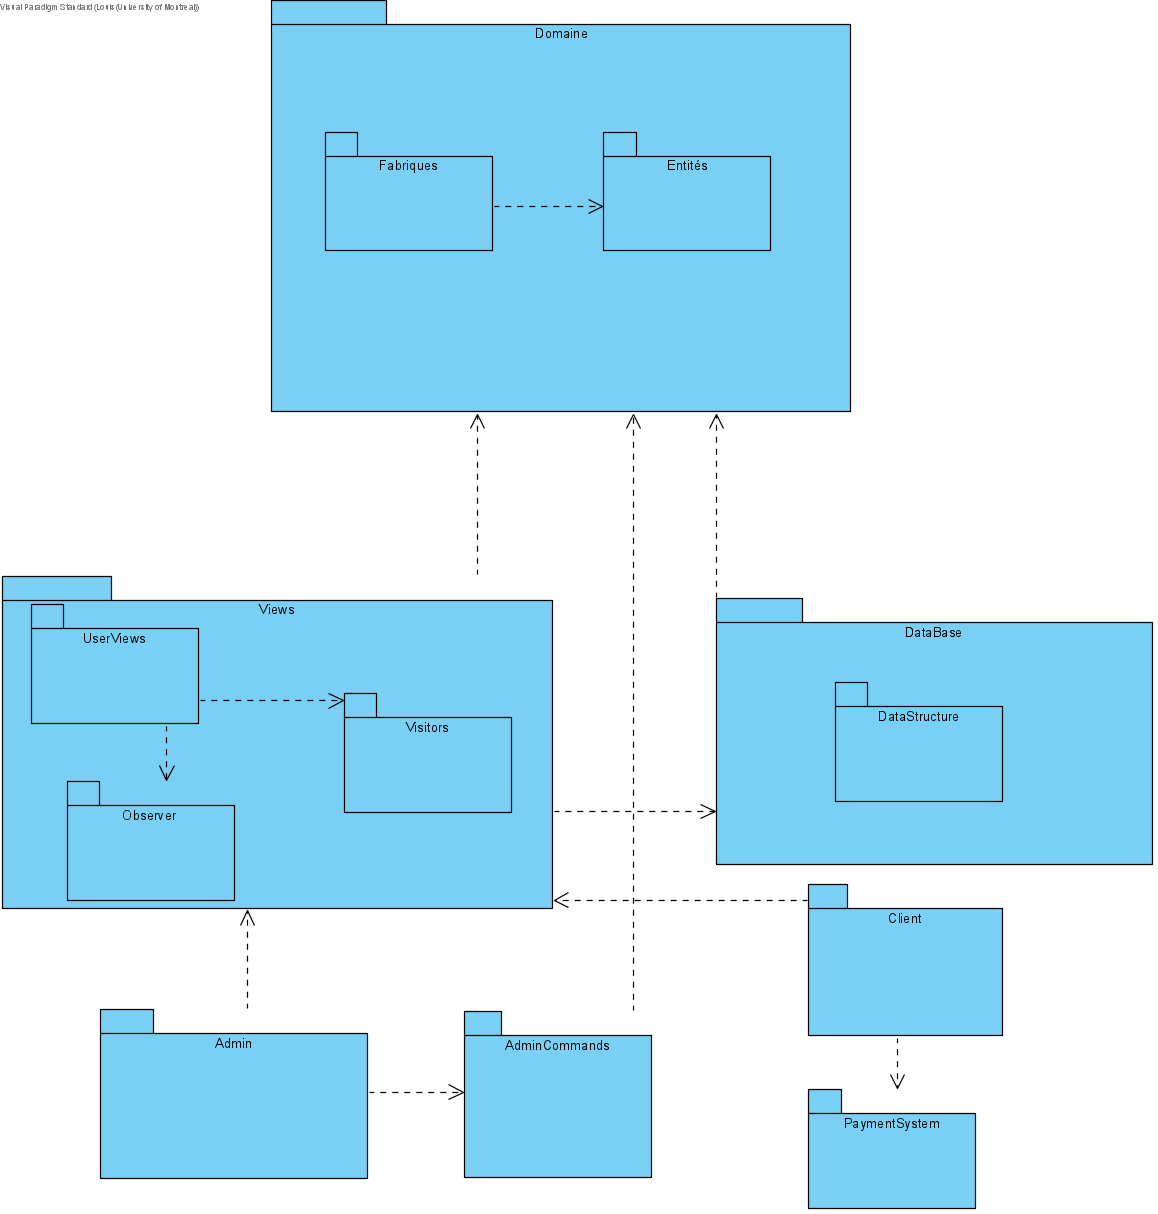 Visual Paradigm Standard (Louis (University of Montreal))
Domaine
Fabriques
Entités
Views
UserViews
Visitors
Observer
DataBase
DataStructure
Client
Admin
AdminCommands
PaymentSystem